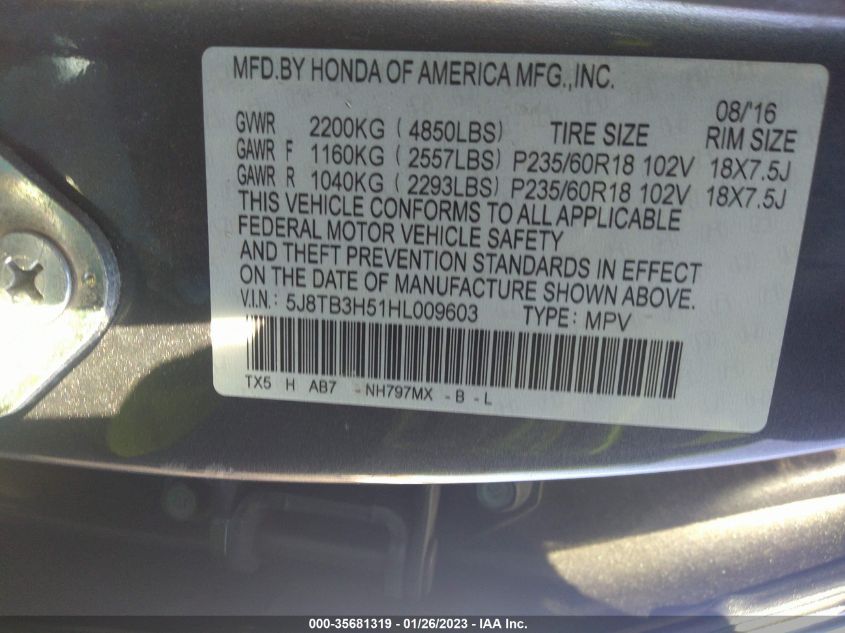 MFD.BY HONDA OF AMERICA MFG.,INC.
08/'16
GVWR 2200KG (4850LBS) TIRE SIZE RIM SIZE
GAWR F 1160KG (2557LBS) P235/60R18 102V 18X7.5J
GAWR R 1040KG (2293LBS) P235/60R18 102V 18X7.5J
THIS VEHICLE CONFORMS TO ALL APPLICABLE
FEDERAL MOTOR VEHICLE SAFETY
AND THEFT PREVENTION STANDARDS IN EFFECT
ON THE DATE OF MANUFACTURE SHOWN ABOVE.
V.I.N.: 5J8TB3H51HL009603 TYPE: MPV
TX5 H AB7 -NH797MX -B -L
000-35681319 - 01/26/2023 - IAA Inc.